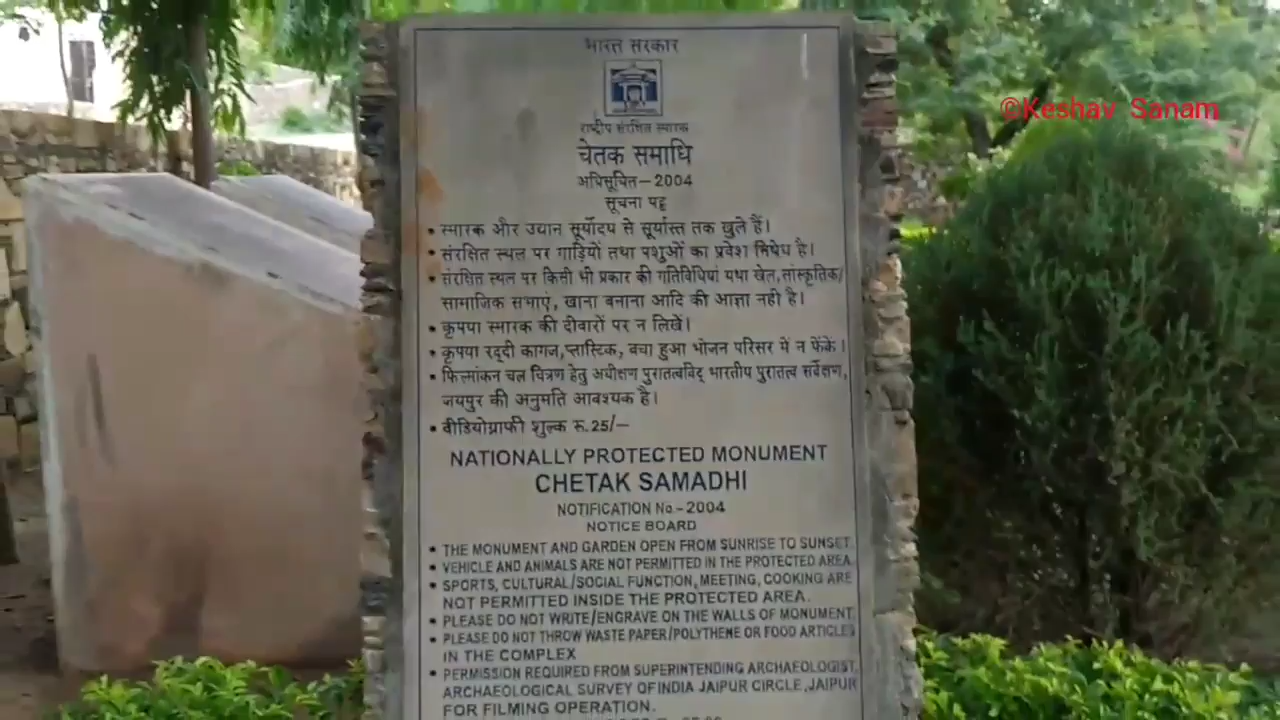 ©Keshav Sanam
भारत सरकार
राष्ट्रीय संरक्षित स्मारक
चेतक समाधि
अधिसूचित–2004
सूचना पट्ट
• स्मारक और उद्यान सूर्योदय से सूर्यास्त तक खुले हैं।
• संरक्षित स्थल पर गाड़ियों तथा पशुओं का प्रवेश निषेध है।
• संरक्षित स्थल पर किसी भी प्रकार की गतिविधियां यथा खेल,सांस्कृतिक/
सामाजिक सभाएं, खाना बनाना आदि की आज्ञा नही है।
• कृपया स्मारक की दीवारों पर न लिखें।
• कृपया रद्दी कागज,प्लास्टिक, बचा हुआ भोजन परिसर मे न फेंकें।
• फिल्मांकन चल चित्रण हेतु अधीक्षण पुरातत्वविद् भारतीय पुरातत्व सर्वेक्षण,
जयपुर की अनुमति आवश्यक है।
• वीडियोग्राफी शुल्क रू.25/–
NATIONALLY PROTECTED MONUMENT
CHETAK SAMADHI
NOTIFICATION No.-2004
NOTICE BOARD
• THE MONUMENT AND GARDEN OPEN FROM SUNRISE TO SUNSET.
• VEHICLE AND ANIMALS ARE NOT PERMITTED IN THE PROTECTED AREA.
• SPORTS, CULTURAL/SOCIAL FUNCTION, MEETING, COOKING ARE
NOT PERMITTED INSIDE THE PROTECTED AREA.
• PLEASE DO NOT WRITE/ENGRAVE ON THE WALLS OF MONUMENT.
• PLEASE DO NOT THROW WASTE PAPER/POLYTHENE OR FOOD ARTICLES
IN THE COMPLEX
• PERMISSION REQUIRED FROM SUPERINTENDING ARCHAEOLOGIST,
ARCHAEOLOGICAL SURVEY OF INDIA JAIPUR CIRCLE, JAIPUR
FOR FILMING OPERATION.